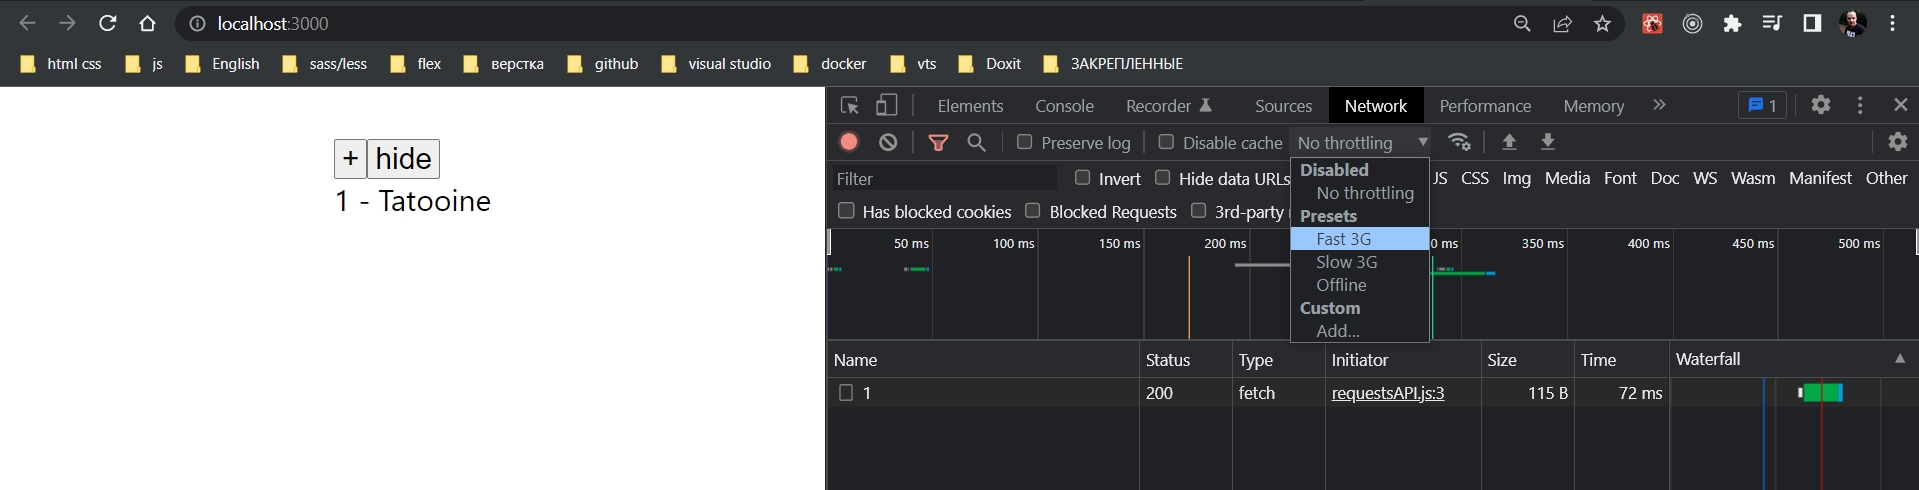 localhost:3000
html css js English sass/less flex верстка github visual studio docker vts Doxit ЗАКРЕПЛЕННЫЕ
+ hide
1 - Tatooine
Elements Console Recorder Sources Network Performance Memory » 1
Preserve log Disable cache No throttling
Disabled
No throttling
Presets
Fast 3G
Slow 3G
Offline
Custom
Add...
Filter Invert Hide data URLs JS CSS Img Media Font Doc WS Wasm Manifest Other
Has blocked cookies Blocked Requests 3rd-party
50 ms 100 ms 150 ms 200 ms 0 ms 350 ms 400 ms 450 ms 500 ms
Name Status Type Initiator Size Time Waterfall
1 200 fetch requestsAPI.js:3 115 B 72 ms